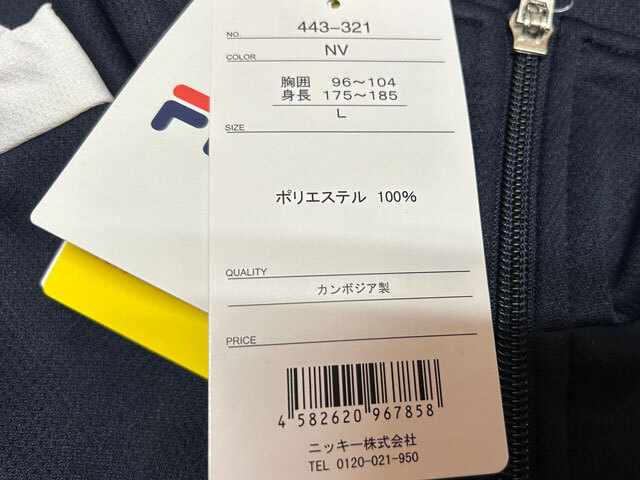 NO. 443-321
COLOR NV
胸囲 96～104
身長 175～185
L
SIZE
ポリエステル 100%
QUALITY
カンボジア製
PRICE
4 582620 967858
ニッキー株式会社
TEL 0120-021-950